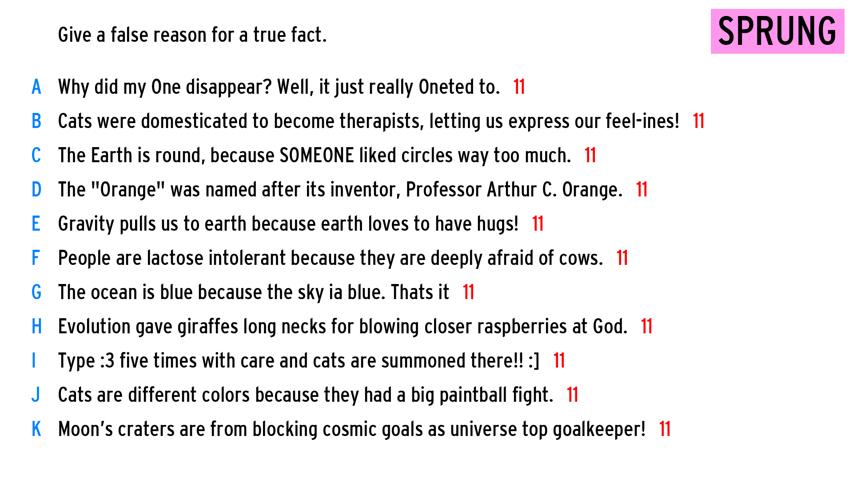 Give a false reason for a true fact.
SPRUNG
A Why did my One disappear? Well, it just really Oneted to. 11
B Cats were domesticated to become therapists, letting us express our feel-ines! 11
C The Earth is round, because SOMEONE liked circles way too much. 11
D The "Orange" was named after its inventor, Professor Arthur C. Orange. 11
E Gravity pulls us to earth because earth loves to have hugs! 11
F People are lactose intolerant because they are deeply afraid of cows. 11
G The ocean is blue because the sky ia blue. Thats it 11
H Evolution gave giraffes long necks for blowing closer raspberries at God. 11
I Type :3 five times with care and cats are summoned there!! :] 11
J Cats are different colors because they had a big paintball fight. 11
K Moon’s craters are from blocking cosmic goals as universe top goalkeeper! 11